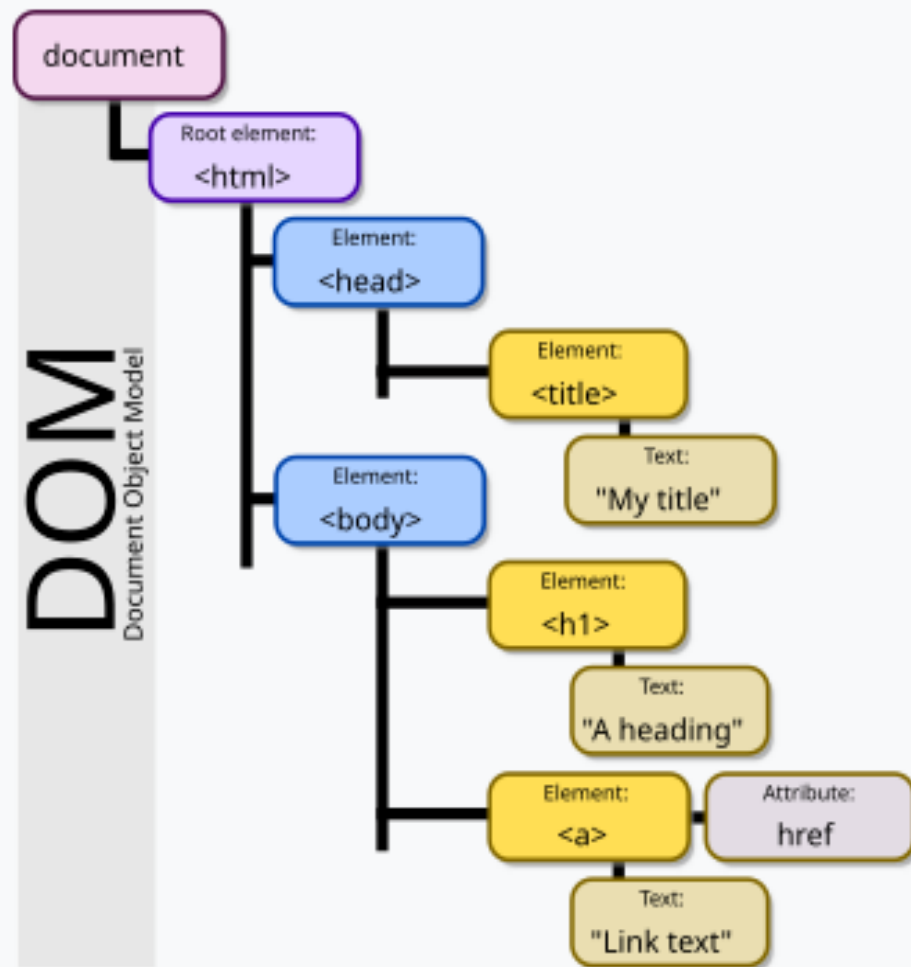 document
Root element:
<html>
Element:
<head>
Element:
<title>
Text:
"My title"
Element:
<body>
Element:
<h1>
Text:
"A heading"
Element:
<a>
Attribute:
href
Text:
"Link text"
DOM
Document Object Model